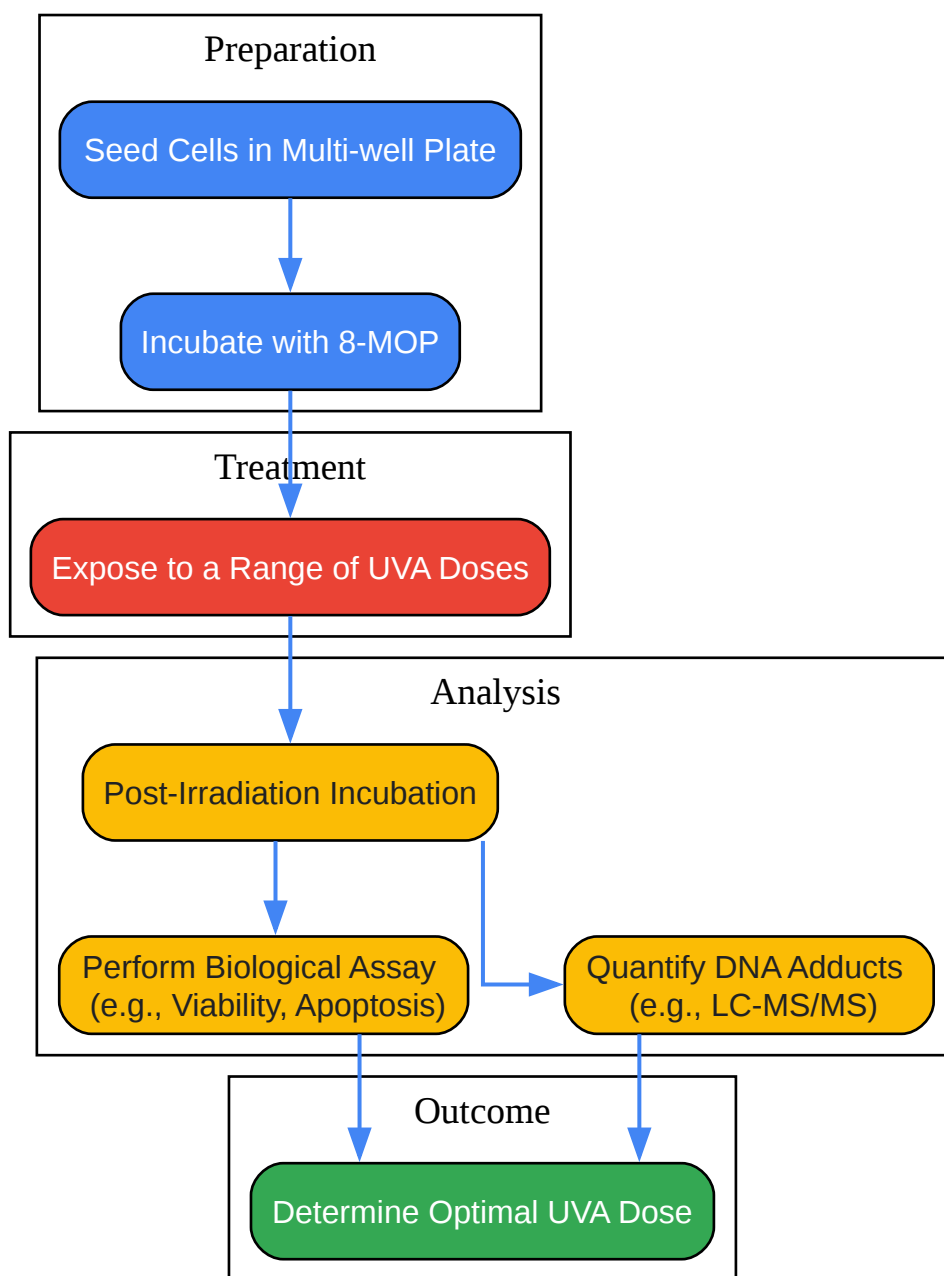 Preparation
Seed Cells in Multi-well Plate
Incubate with 8-MOP
Treatment
Expose to a Range of UVA Doses
Analysis
Post-Irradiation Incubation
Perform Biological Assay
(e.g., Viability, Apoptosis)
Quantify DNA Adducts
(e.g., LC-MS/MS)
Outcome
Determine Optimal UVA Dose